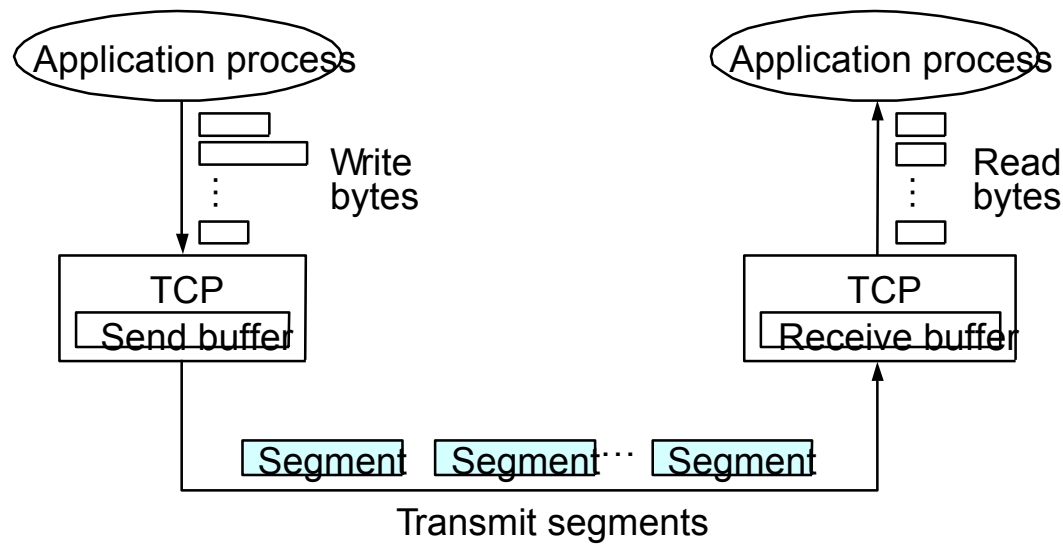 Application process
Application process
Write
bytes
Read
bytes
TCP
Send buffer
TCP
Receive buffer
Segment
Segment
...
Segment
Transmit segments